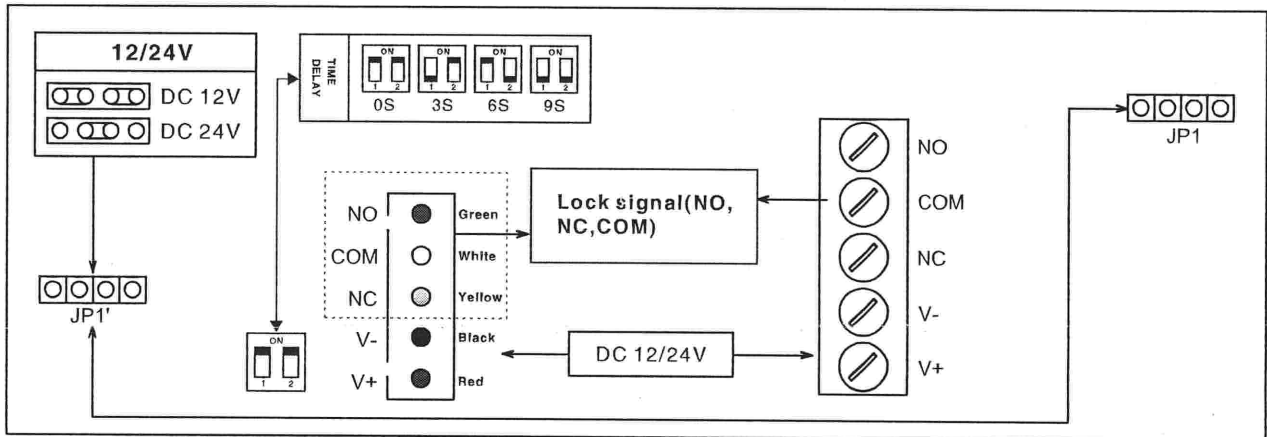 12/24V
DC 12V
DC 24V
TIME DELAY
ON ON ON ON
1 2 1 2 1 2 1 2
0S 3S 6S 9S
JP1
NO
COM
NC
V-
V+
Lock signal(NO,
NC,COM)
NO Green
COM White
NC Yellow
V- Black
V+ Red
DC 12/24V
JP1'
ON
1 2